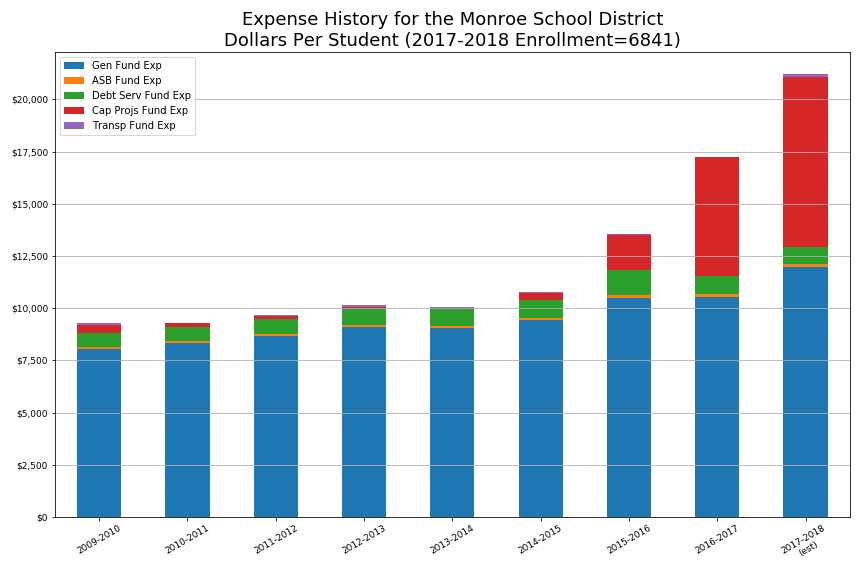 Expense History for the Monroe School District
Dollars Per Student (2017-2018 Enrollment=6841)
Gen Fund Exp
ASB Fund Exp
Debt Serv Fund Exp
Cap Projs Fund Exp
Transp Fund Exp
$20,000
$17,500
$15,000
$12,500
$10,000
$7,500
$5,000
$2,500
$0
2009-2010
2010-2011
2011-2012
2012-2013
2013-2014
2014-2015
2015-2016
2016-2017
2017-2018
(est)